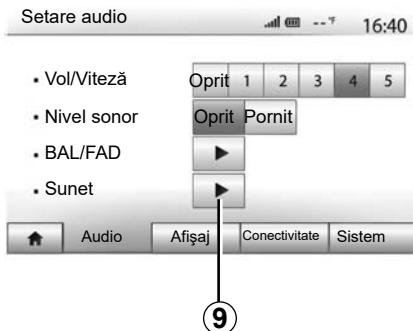 Setare audio -- °F 16:40
• Vol/Viteză Oprit 1 2 3 4 5
• Nivel sonor Oprit Pornit
• BAL/FAD
• Sunet
Audio Afişaj Conectivitate Sistem
9